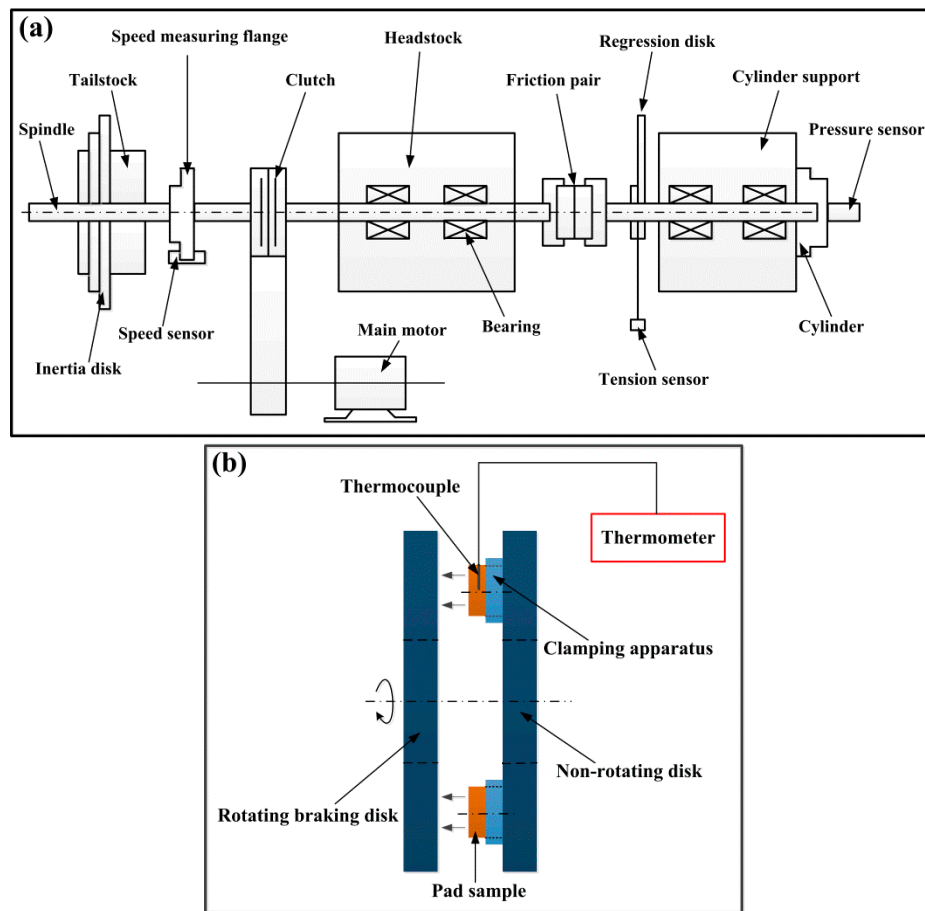 (a)
Speed measuring flange
Headstock
Regression disk
Tailstock
Clutch
Friction pair
Cylinder support
Spindle
Pressure sensor
Speed sensor
Main motor
Bearing
Cylinder
Inertia disk
Tension sensor
(b)
Thermocouple
Thermometer
Clamping apparatus
Non-rotating disk
Rotating braking disk
Pad sample